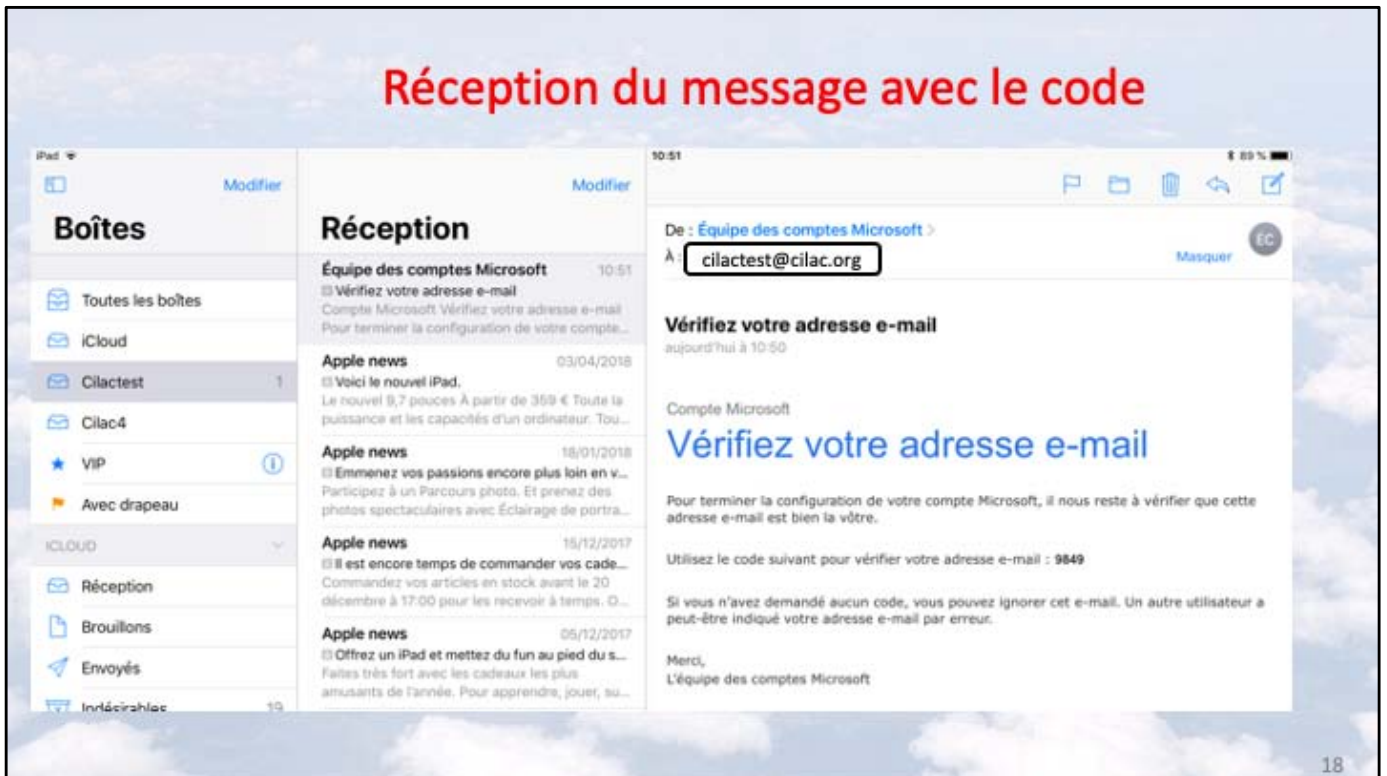 Réception du message avec le code
iPad
10:51
89 %
Modifier
Boîtes
Toutes les boîtes
iCloud
Cilactest 1
Cilac4
VIP
Avec drapeau
ICLOUD
Réception
Brouillons
Envoyés
Indésirables 19
Modifier
Réception
Équipe des comptes Microsoft 10:51
Vérifiez votre adresse e-mail
Compte Microsoft Vérifiez votre adresse e-mail
Pour terminer la configuration de votre compte...
Apple news 03/04/2018
Voici le nouvel iPad.
Le nouvel 9,7 pouces À partir de 359 € Toute la
puissance et les capacités d'un ordinateur. Tou...
Apple news 18/01/2018
Emmenez vos passions encore plus loin en v...
Participez à un Parcours photo. Et prenez des
photos spectaculaires avec Éclairage de portra...
Apple news 15/12/2017
Il est encore temps de commander vos cade...
Commandez vos articles en stock avant le 20
décembre à 17:00 pour les recevoir à temps. O...
Apple news 05/12/2017
Offrez un iPad et mettez du fun au pied du s...
Faites très fort avec les cadeaux les plus
amusants de l'année. Pour apprendre, jouer, su...
De : Équipe des comptes Microsoft
À : cilactest@cilac.org
Masquer
ÉC
Vérifiez votre adresse e-mail
aujourd'hui à 10:50
Compte Microsoft
Vérifiez votre adresse e-mail
Pour terminer la configuration de votre compte Microsoft, il nous reste à vérifier que cette
adresse e-mail est bien la vôtre.
Utilisez le code suivant pour vérifier votre adresse e-mail : 9849
Si vous n'avez demandé aucun code, vous pouvez ignorer cet e-mail. Un autre utilisateur a
peut-être indiqué votre adresse e-mail par erreur.
Merci,
L'équipe des comptes Microsoft
18